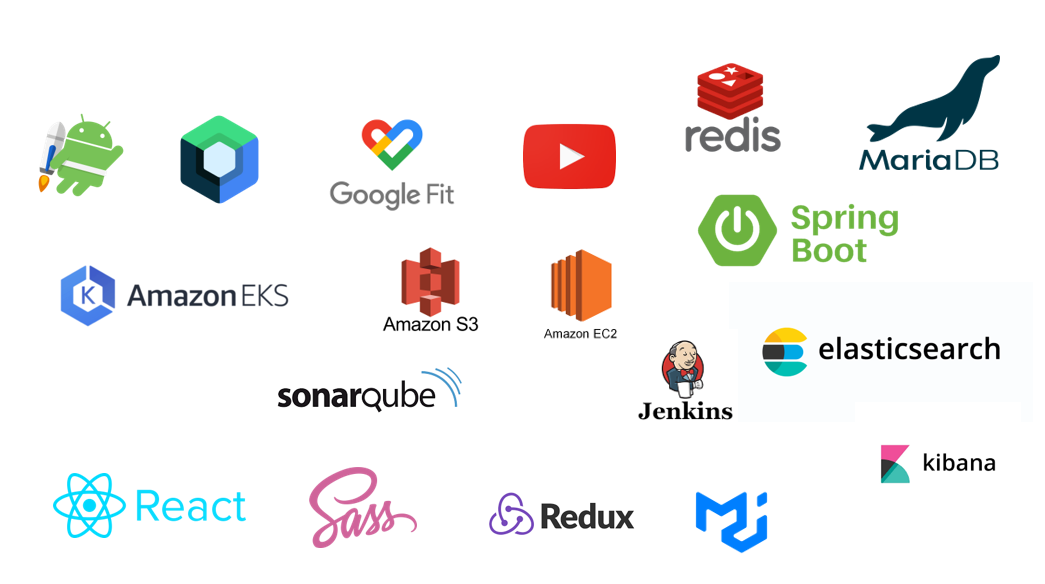 redis
MariaDB
Google Fit
Spring
Boot
K
Amazon EKS
Amazon S3
Amazon EC2
elasticsearch
sonarqube
Jenkins
kibana
React
Sass
Redux